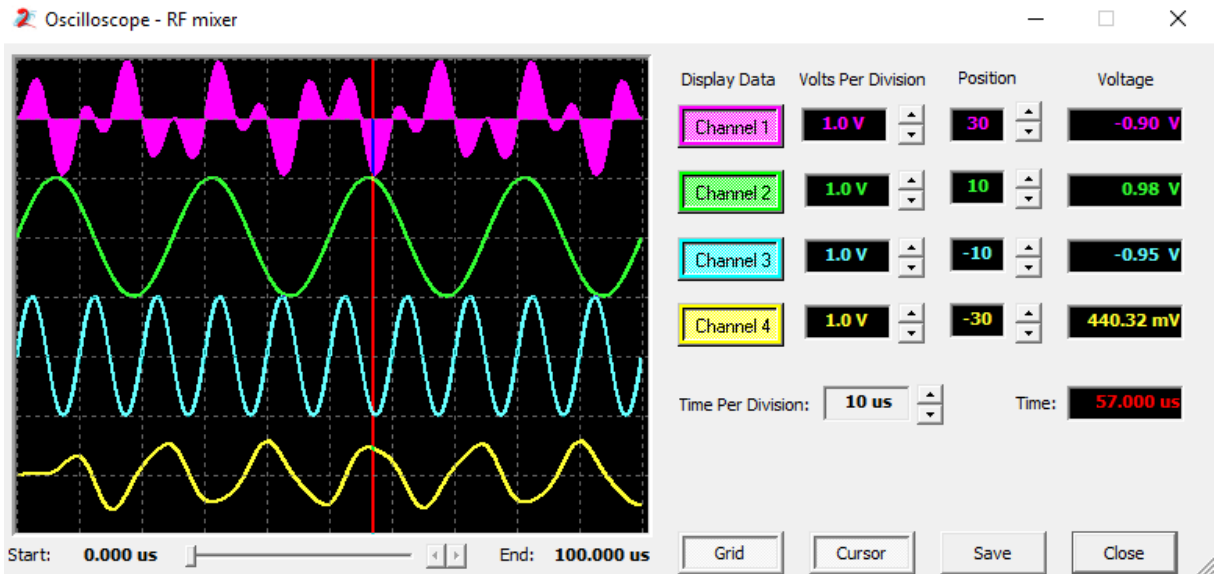 Oscilloscope - RF mixer
Display Data Volts Per Division Position Voltage
Channel 1 1.0 V 30 -0.90 V
Channel 2 1.0 V 10 0.98 V
Channel 3 1.0 V -10 -0.95 V
Channel 4 1.0 V -30 440.32 mV
Time Per Division: 10 us Time: 57.000 us
Start: 0.000 us End: 100.000 us Grid Cursor Save Close